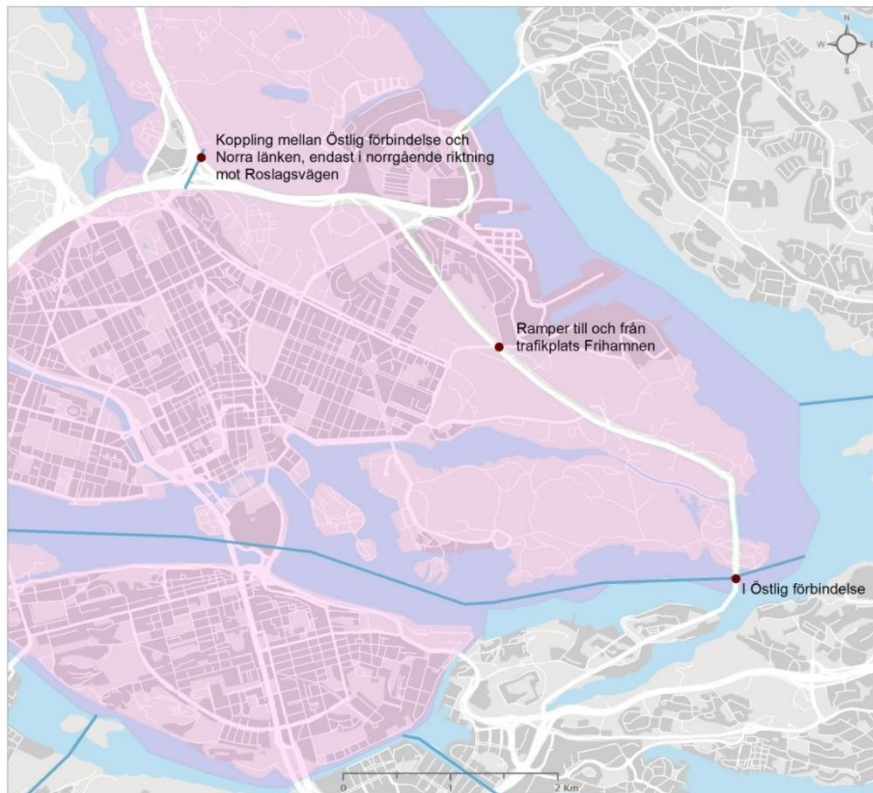 N
W
E
S
Koppling mellan Östlig förbindelse och
Norra länken, endast i norrgående riktning
mot Roslagsvägen
Ramper till och från
trafikplats Frihamnen
I Östlig förbindelse
0
1
2 Km